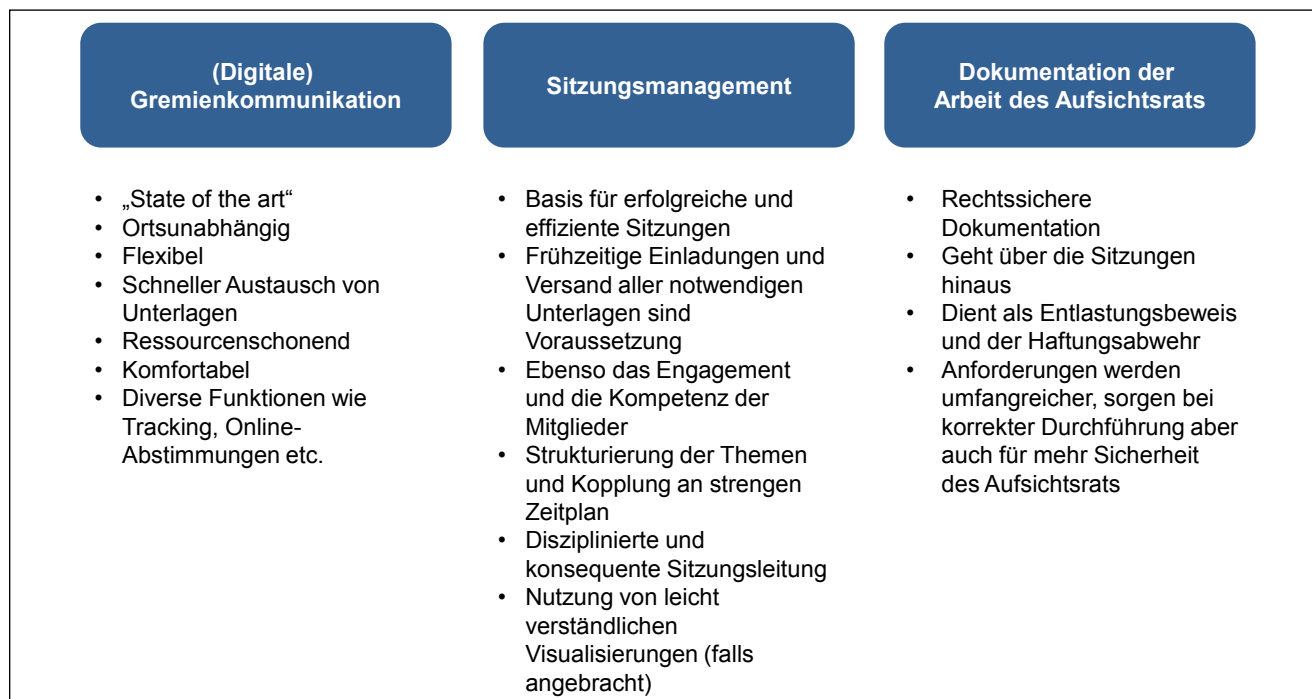 (Digitale)
Gremienkommunikation
• „State of the art“
• Ortsunabhängig
• Flexibel
• Schneller Austausch von
Unterlagen
• Ressourcenschonend
• Komfortabel
• Diverse Funktionen wie
Tracking, Online-
Abstimmungen etc.
Sitzungsmanagement
• Basis für erfolgreiche und
effiziente Sitzungen
• Frühzeitige Einladungen und
Versand aller notwendigen
Unterlagen sind
Voraussetzung
• Ebenso das Engagement
und die Kompetenz der
Mitglieder
• Strukturierung der Themen
und Kopplung an strengen
Zeitplan
• Disziplinierte und
konsequente Sitzungsleitung
• Nutzung von leicht
verständlichen
Visualisierungen (falls
angebracht)
Dokumentation der
Arbeit des Aufsichtsrats
• Rechtssichere
Dokumentation
• Geht über die Sitzungen
hinaus
• Dient als Entlastungsbeweis
und der Haftungsabwehr
• Anforderungen werden
umfangreicher, sorgen bei
korrekter Durchführung aber
auch für mehr Sicherheit
des Aufsichtsrats